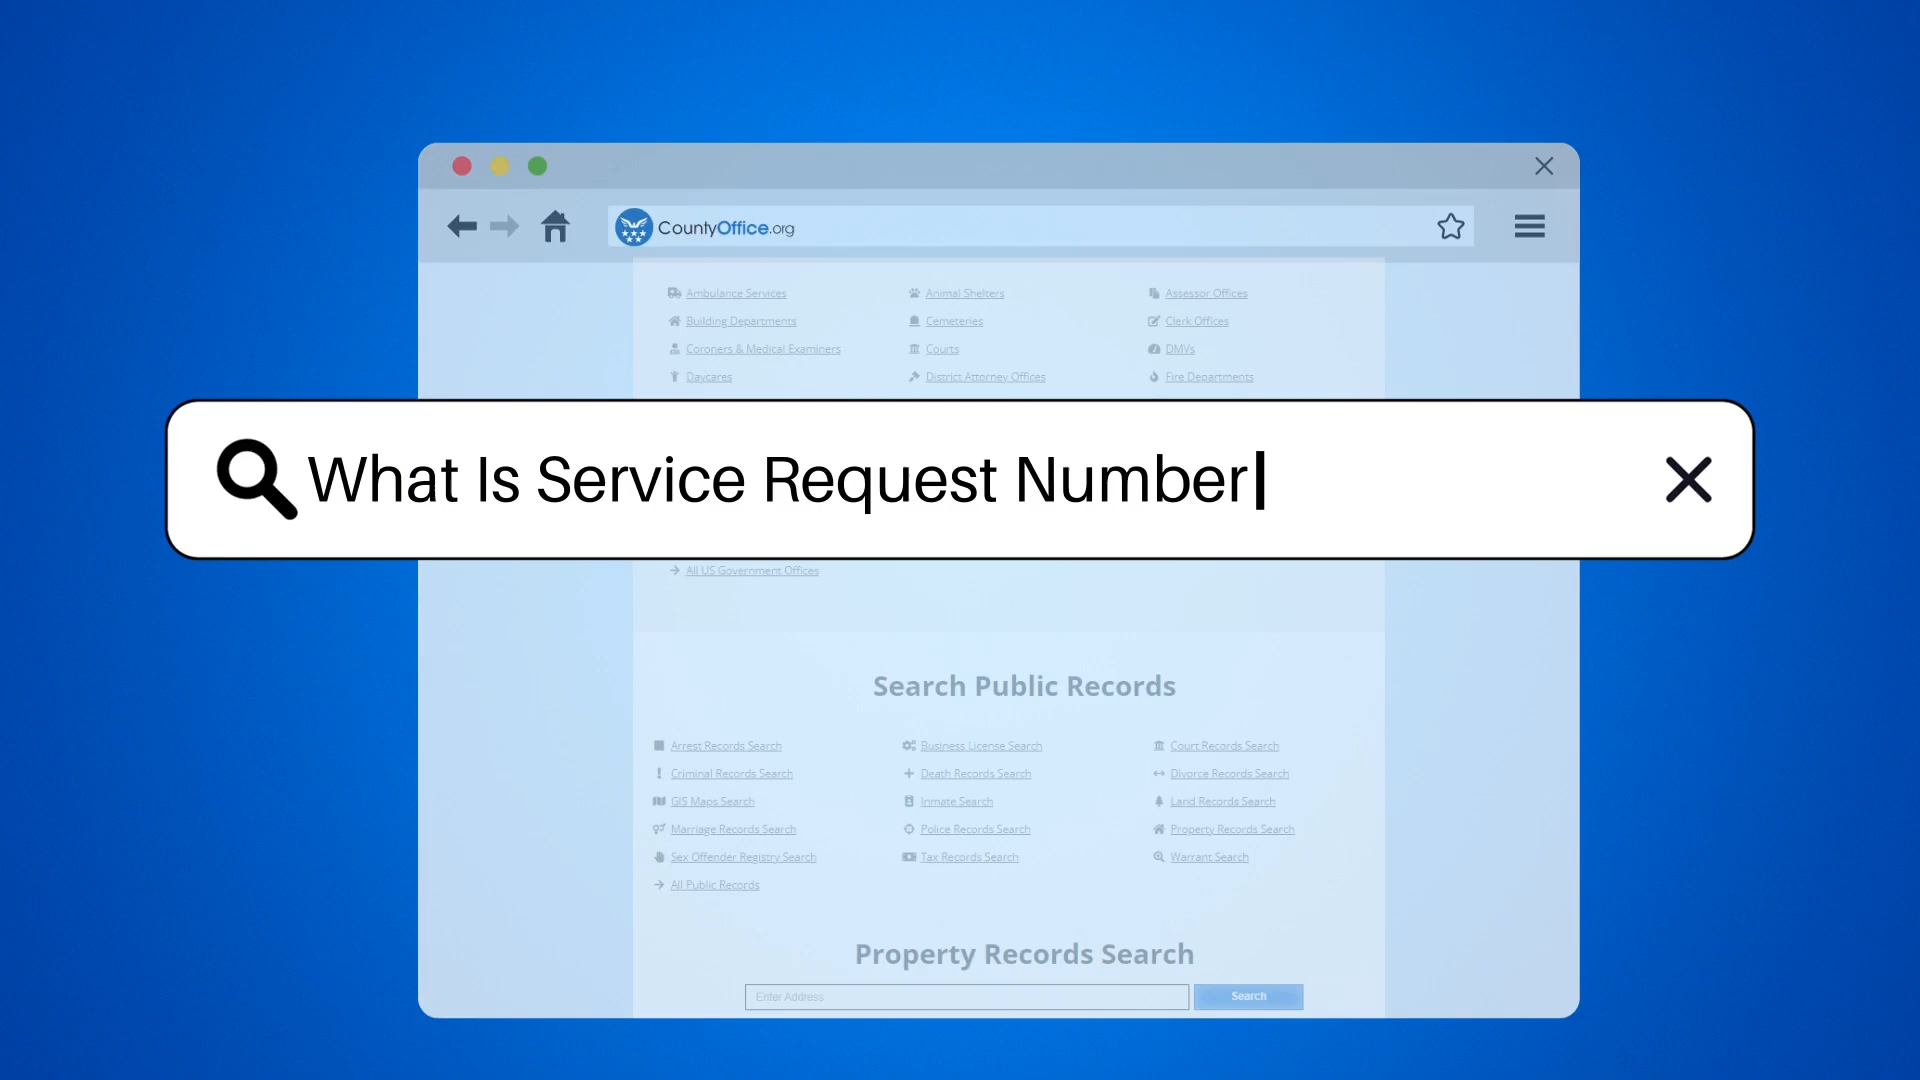 CountyOffice.org
Ambulance Services Animal Shelters Assessor Offices
Building Departments Cemeteries Clerk Offices
Coroners & Medical Examiners Courts DMVs
Daycares District Attorney Offices Fire Departments
What Is Service Request Number
All US Government Offices
Search Public Records
Arrest Records Search Business License Search Court Records Search
Criminal Records Search Death Records Search Divorce Records Search
GIS Maps Search Inmate Search Land Records Search
Marriage Records Search Police Records Search Property Records Search
Sex Offender Registry Search Tax Records Search Warrant Search
All Public Records
Property Records Search
Enter Address Search